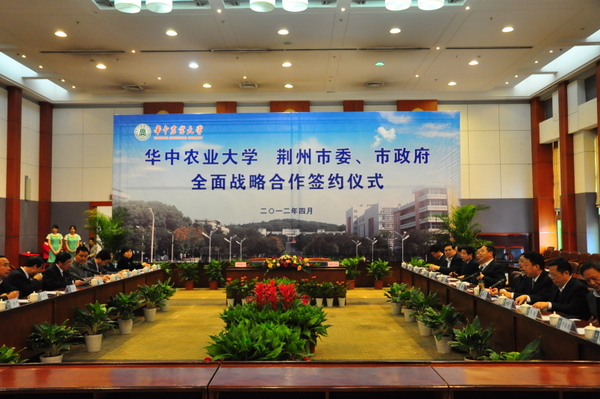 华中农业大学
华中农业大学 荆州市委、市政府
全面战略合作签约仪式
二〇一二年四月